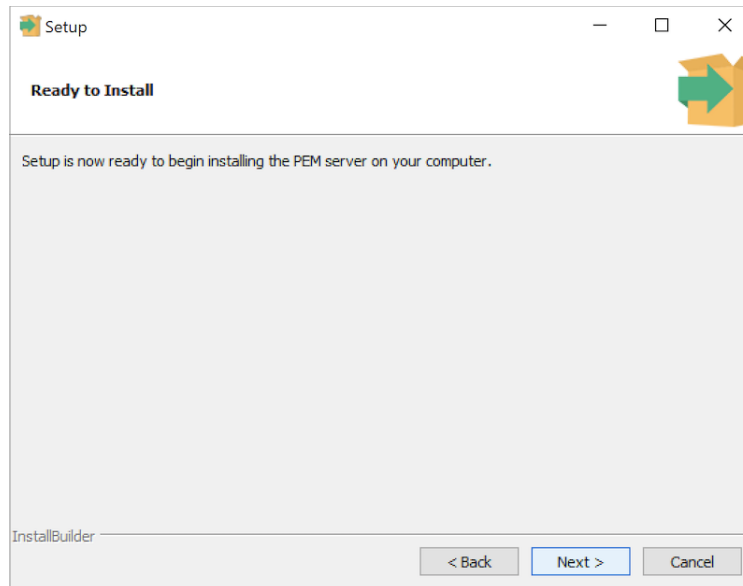 Setup
Ready to Install
Setup is now ready to begin installing the PEM server on your computer.
InstallBuilder
< Back
Next >
Cancel